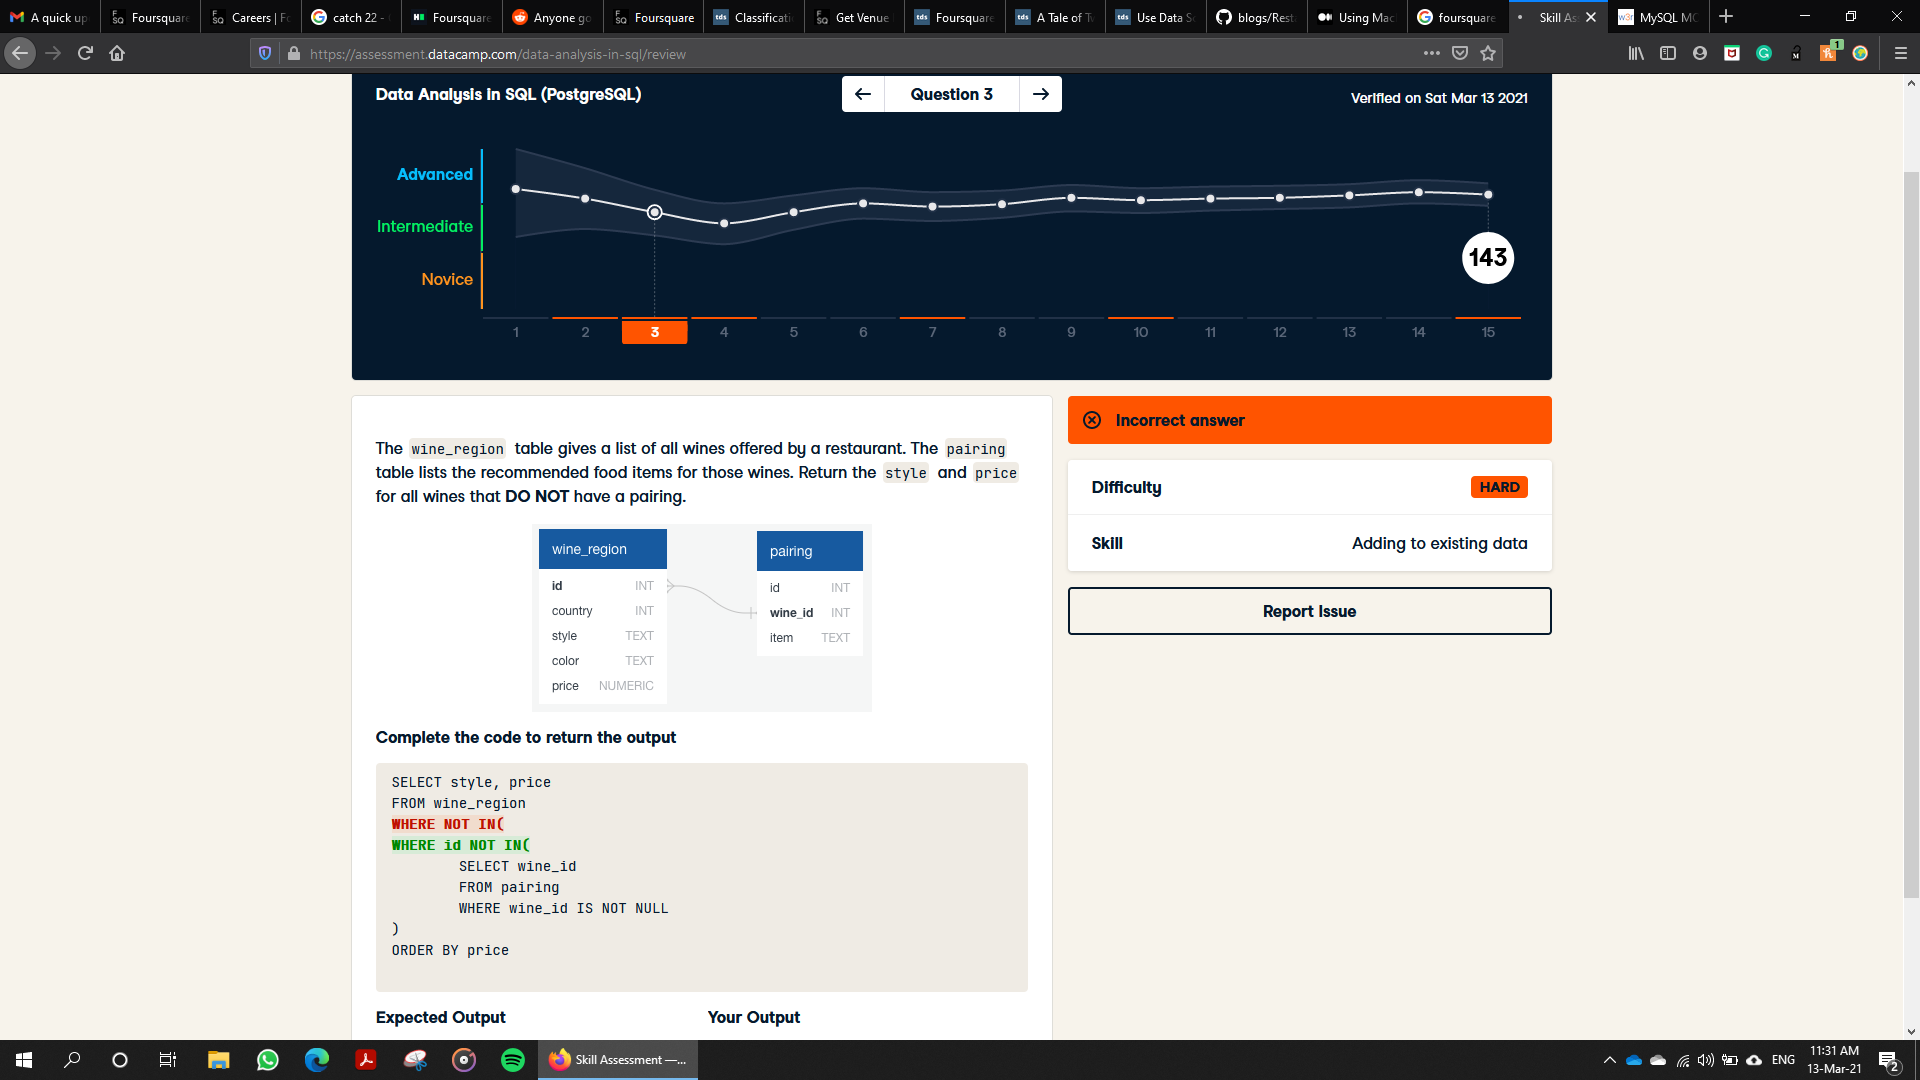 A quick up
Foursquare
Careers | Fo
catch 22 -
Foursquare
Anyone go
Foursquare
Classificati
Get Venue
Foursquare
A Tale of Tw
Use Data Sc
blogs/Resta
Using Mac
foursquare
Skill As
MySQL MO
https://assessment.datacamp.com/data-analysis-in-sql/review
Data Analysis in SQL (PostgreSQL)
Question 3
Verified on Sat Mar 13 2021
Advanced
Intermediate
Novice
143
1 2 3 4 5 6 7 8 9 10 11 12 13 14 15
The wine_region table gives a list of all wines offered by a restaurant. The pairing
table lists the recommended food items for those wines. Return the style and price
for all wines that DO NOT have a pairing.
wine_region
id INT
country INT
style TEXT
color TEXT
price NUMERIC
pairing
id INT
wine_id INT
item TEXT
Complete the code to return the output
SELECT style, price
FROM wine_region
WHERE NOT IN(
WHERE id NOT IN(
SELECT wine_id
FROM pairing
WHERE wine_id IS NOT NULL
)
ORDER BY price
Expected Output
Your Output
Incorrect answer
Difficulty
HARD
Skill
Adding to existing data
Report Issue
Skill Assessment —...
ENG
11:31 AM
13-Mar-21
2